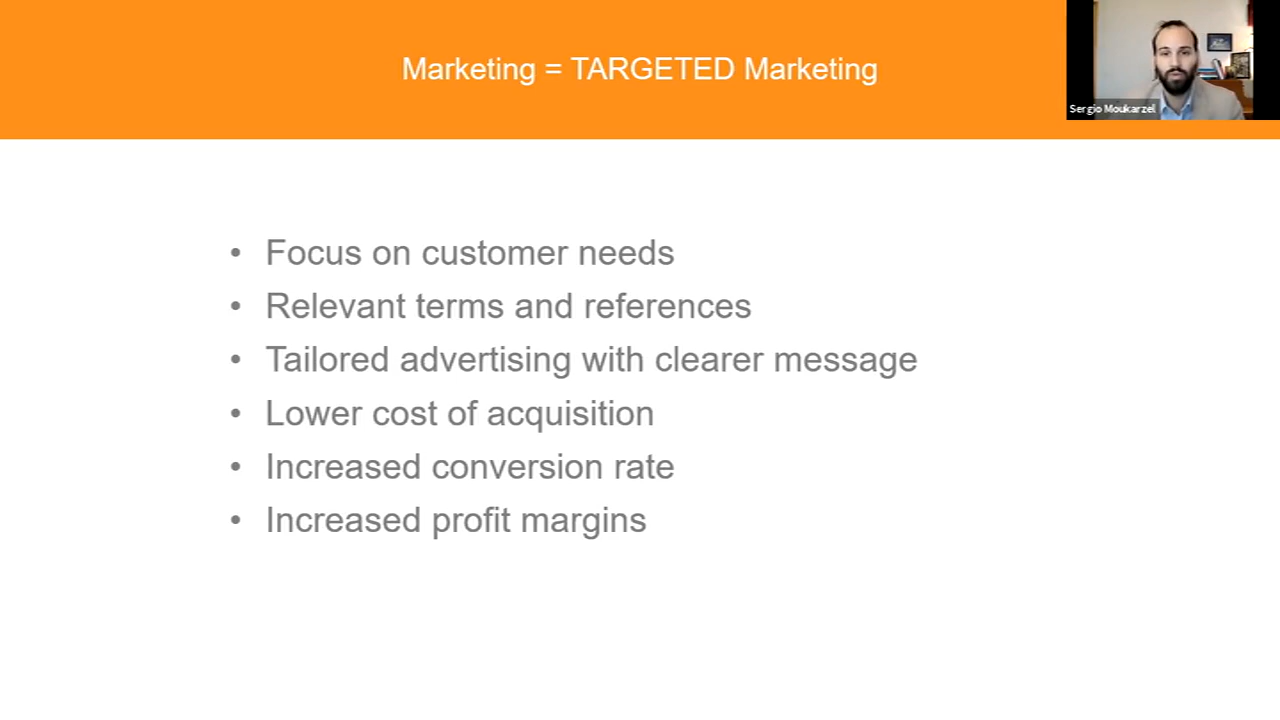 Marketing = TARGETED Marketing
Sergio Moukarzel
• Focus on customer needs
• Relevant terms and references
• Tailored advertising with clearer message
• Lower cost of acquisition
• Increased conversion rate
• Increased profit margins